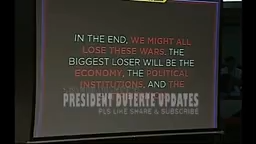 IN THE END, WE MIGHT ALL
LOSE THESE WARS. THE
BIGGEST LOSER WILL BE THE
ECONOMY, THE POLITICAL
INSTITUTIONS, AND THE
PRESIDENT DUTERTE UPDATES
PLS LIKE SHARE & SUBSCRIBE